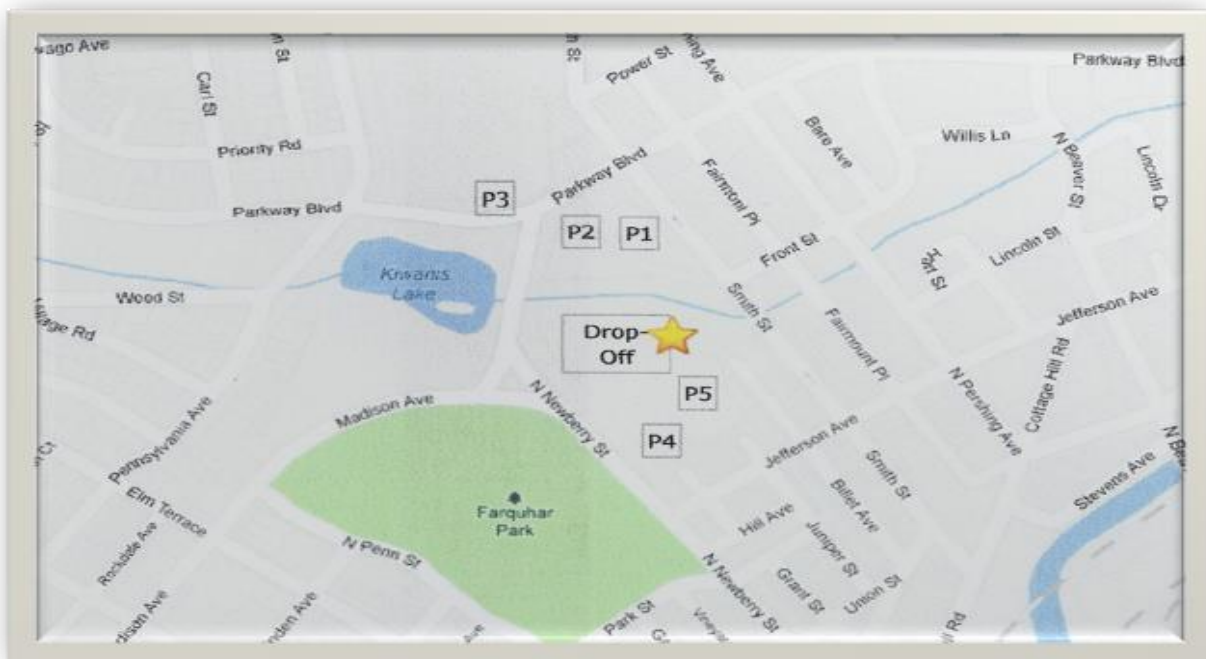 Parkway Blvd
Power St
Carl St
Bare Ave
Willis Ln
N Beaver St
Lincoln Dr
Priority Rd
Parkway Blvd
Fairmont Pl
P3
Parkway Blvd
P2
P1
Front St
Lincoln St
Kiwanis
Lake
Wood St
Smith St
Jefferson Ave
Drop-
Off
Fairmount Pl
Cottage Hill Rd
N Pershing Ave
P5
Madison Ave
N Newberry St
P4
Jefferson Ave
Pennsylvania Ave
Smith St
Stevens Ave
Elm Terrace
Farquhar
Park
Billet Ave
Hill Ave
Juniper St
Rockdale Ave
N Penn St
N Newberry St
Grant St
Union St
Park St